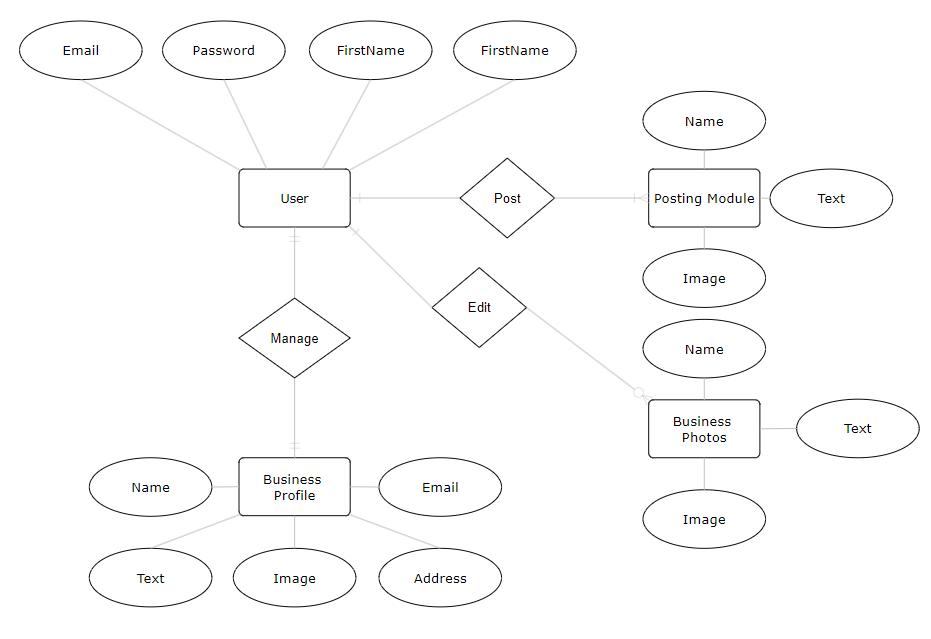 Email
Password
FirstName
FirstName
Name
User
Post
Posting Module
Text
Image
Edit
Manage
Name
Business
Photos
Text
Image
Business
Profile
Name
Email
Text
Image
Address